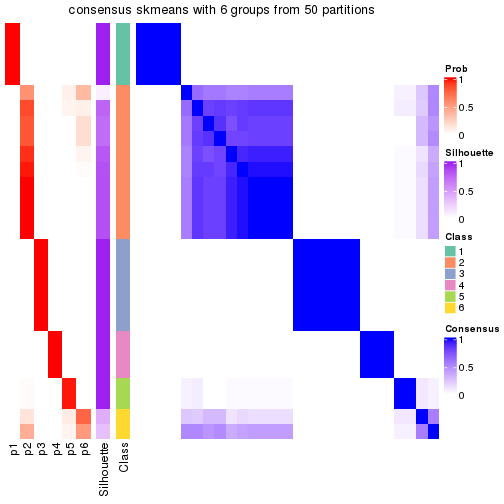 consensus skmeans with 6 groups from 50 partitions
Prob
1
0.5
0
Silhouette
1
0.5
0
Class
1
2
3
4
5
6
Consensus
1
0.5
0
p1
p2
p3
p4
p5
p6
Silhouette
Class